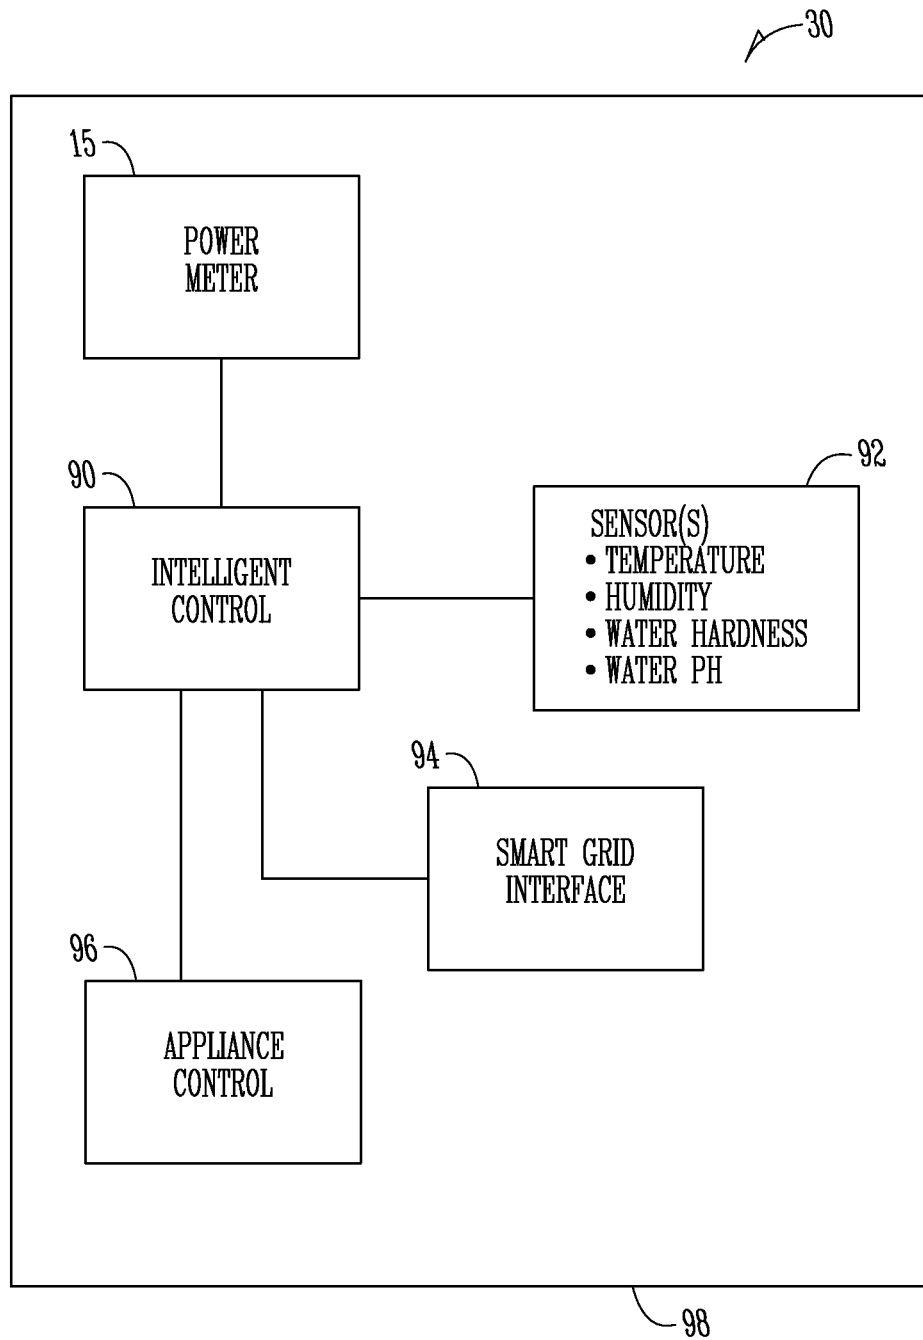 30
15
POWER
METER
90
INTELLIGENT
CONTROL
92
SENSOR(S)
• TEMPERATURE
• HUMIDITY
• WATER HARDNESS
• WATER PH
94
SMART GRID
INTERFACE
96
APPLIANCE
CONTROL
98